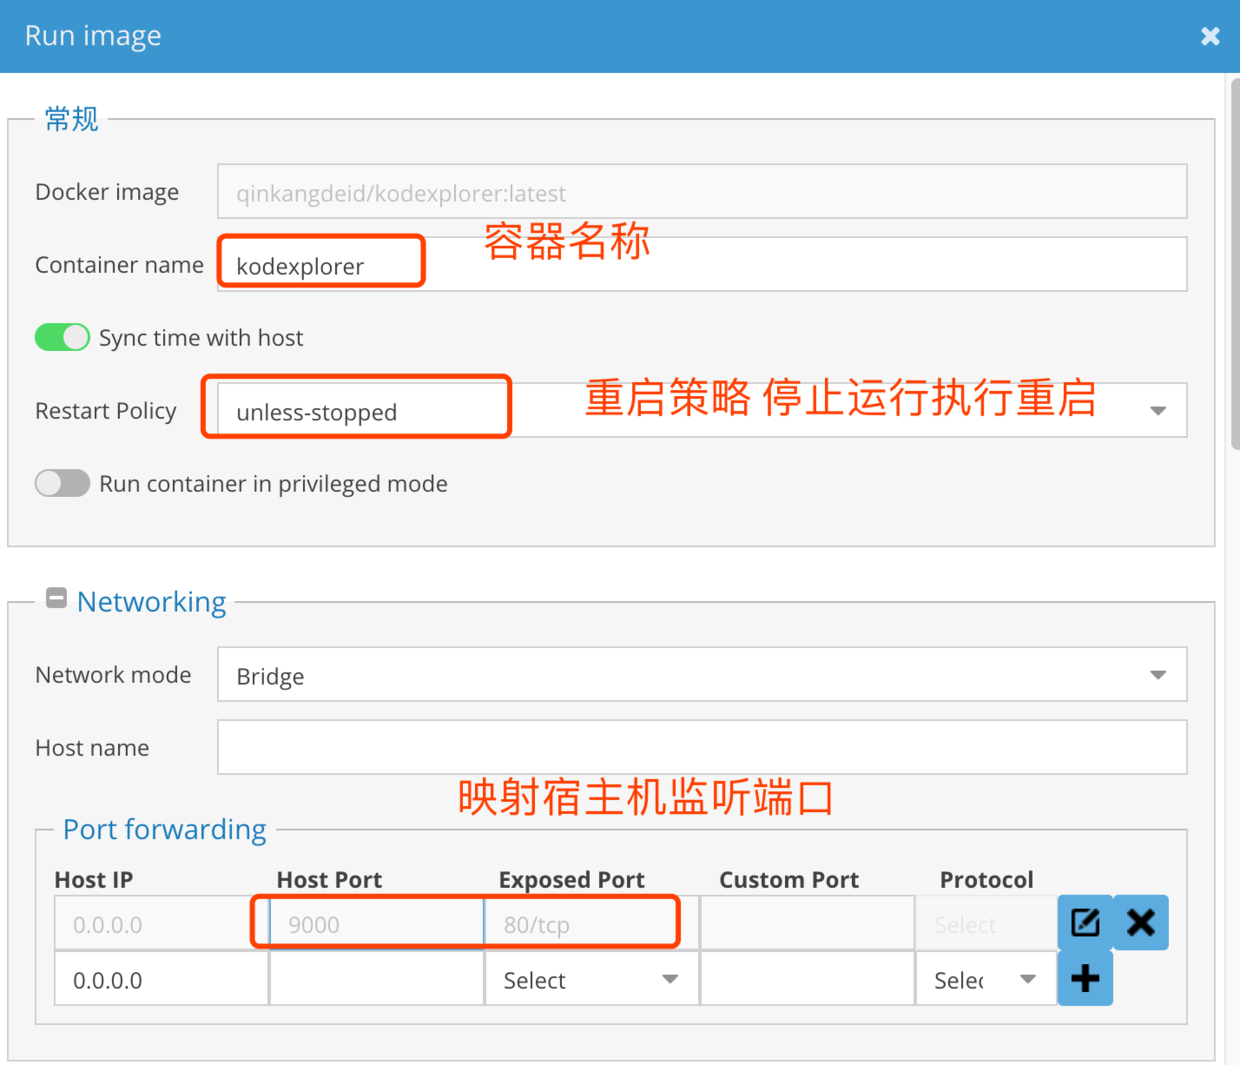 Run image
常规
Docker image qinkangdeid/kodexplorer:latest
容器名称
Container name kodexplorer
Sync time with host
重启策略 停止运行执行重启
Restart Policy unless-stopped
Run container in privileged mode
Networking
Network mode Bridge
Host name
映射宿主机监听端口
Port forwarding
Host IP Host Port Exposed Port Custom Port Protocol
0.0.0.0 9000 80/tcp Select
0.0.0.0 Select Selec